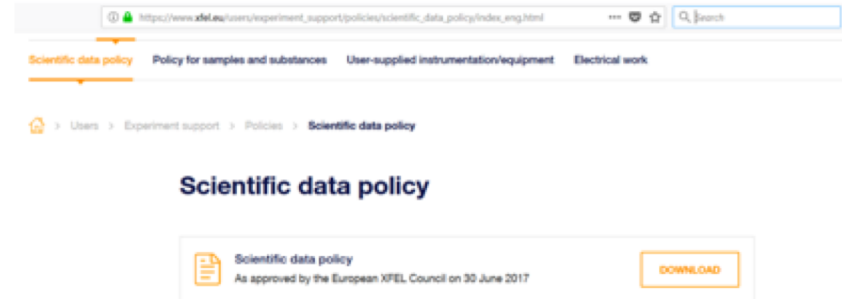 https://www.xfel.eu/users/experiment_support/policies/scientific_data_policy/index_eng.html ••• Search
Scientific data policy Policy for samples and substances User-supplied instrumentation/equipment Electrical work
> Users > Experiment support > Policies > Scientific data policy
Scientific data policy
Scientific data policy
As approved by the European XFEL Council on 30 June 2017
DOWNLOAD